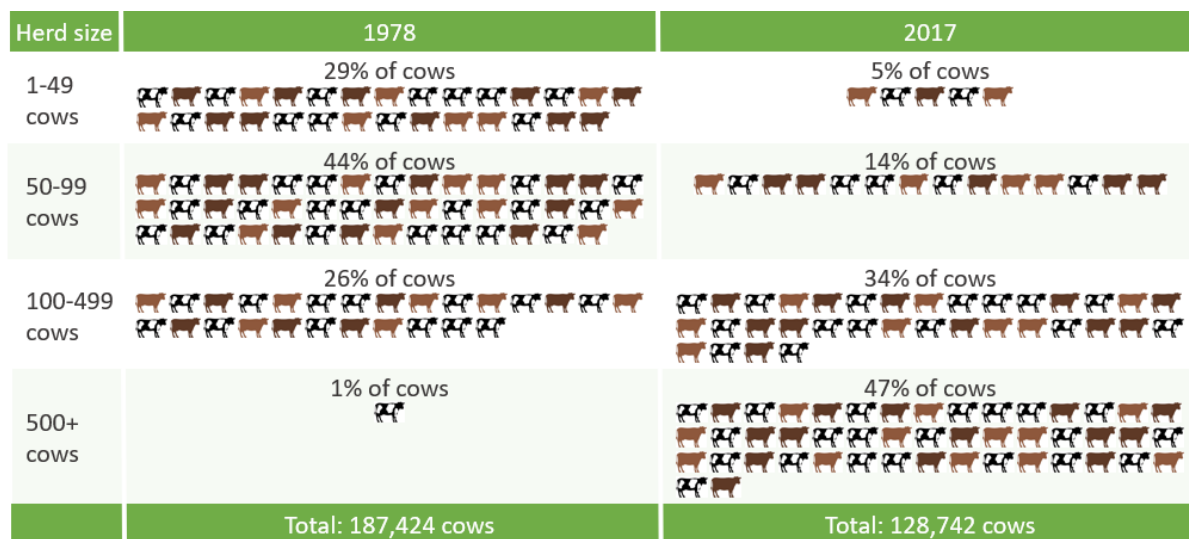 Herd size 1978 2017
1-49
cows
29% of cows
5% of cows
50-99
cows
44% of cows
14% of cows
100-499
cows
26% of cows
34% of cows
500+
cows
1% of cows
47% of cows
Total: 187,424 cows Total: 128,742 cows